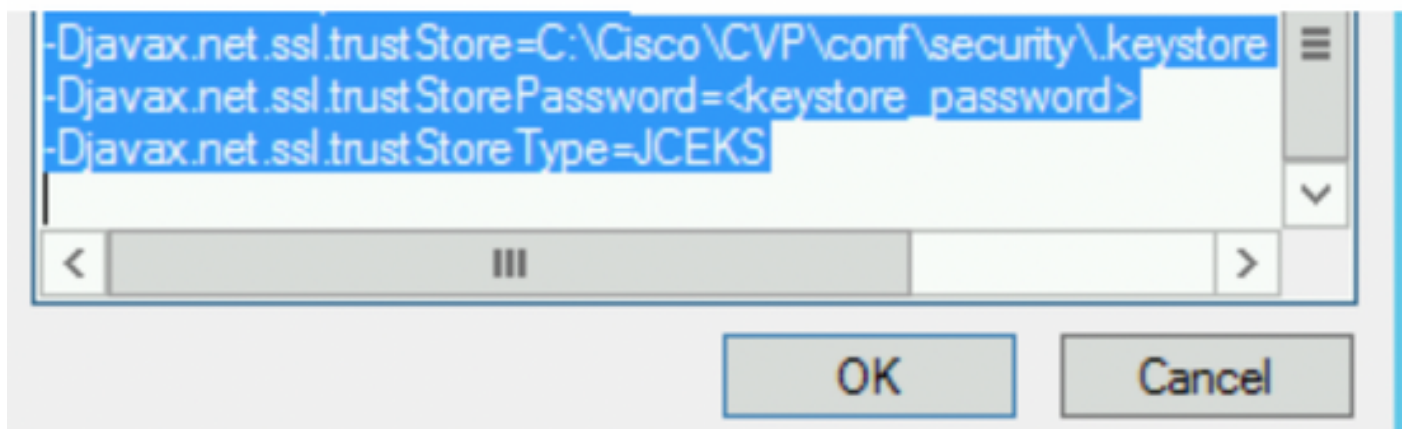 -Djavax.net.ssl.trustStore=C:\Cisco\CVP\conf\security\.keystore
-Djavax.net.ssl.trustStorePassword=<keystore_password>
-Djavax.net.ssl.trustStoreType=JCEKS
OK
Cancel